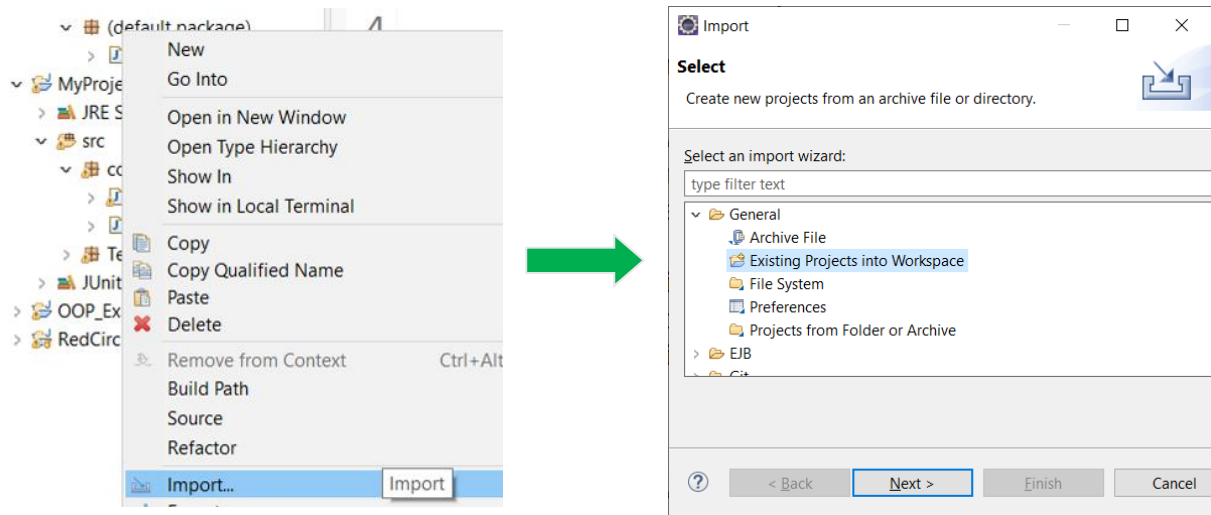 (default package)
4
New
Go Into
MyProje
JRE S
Open in New Window
src
Open Type Hierarchy
co
Show In
Show in Local Terminal
Te
Copy
Copy Qualified Name
JUnit
Paste
OOP_Ex
Delete
RedCirc
Remove from Context Ctrl+Alt
Build Path
Source
Refactor
Import...
Import
Import
Select
Create new projects from an archive file or directory.
Select an import wizard:
type filter text
General
Archive File
Existing Projects into Workspace
File System
Preferences
Projects from Folder or Archive
EJB
Git
? < Back Next > Finish Cancel